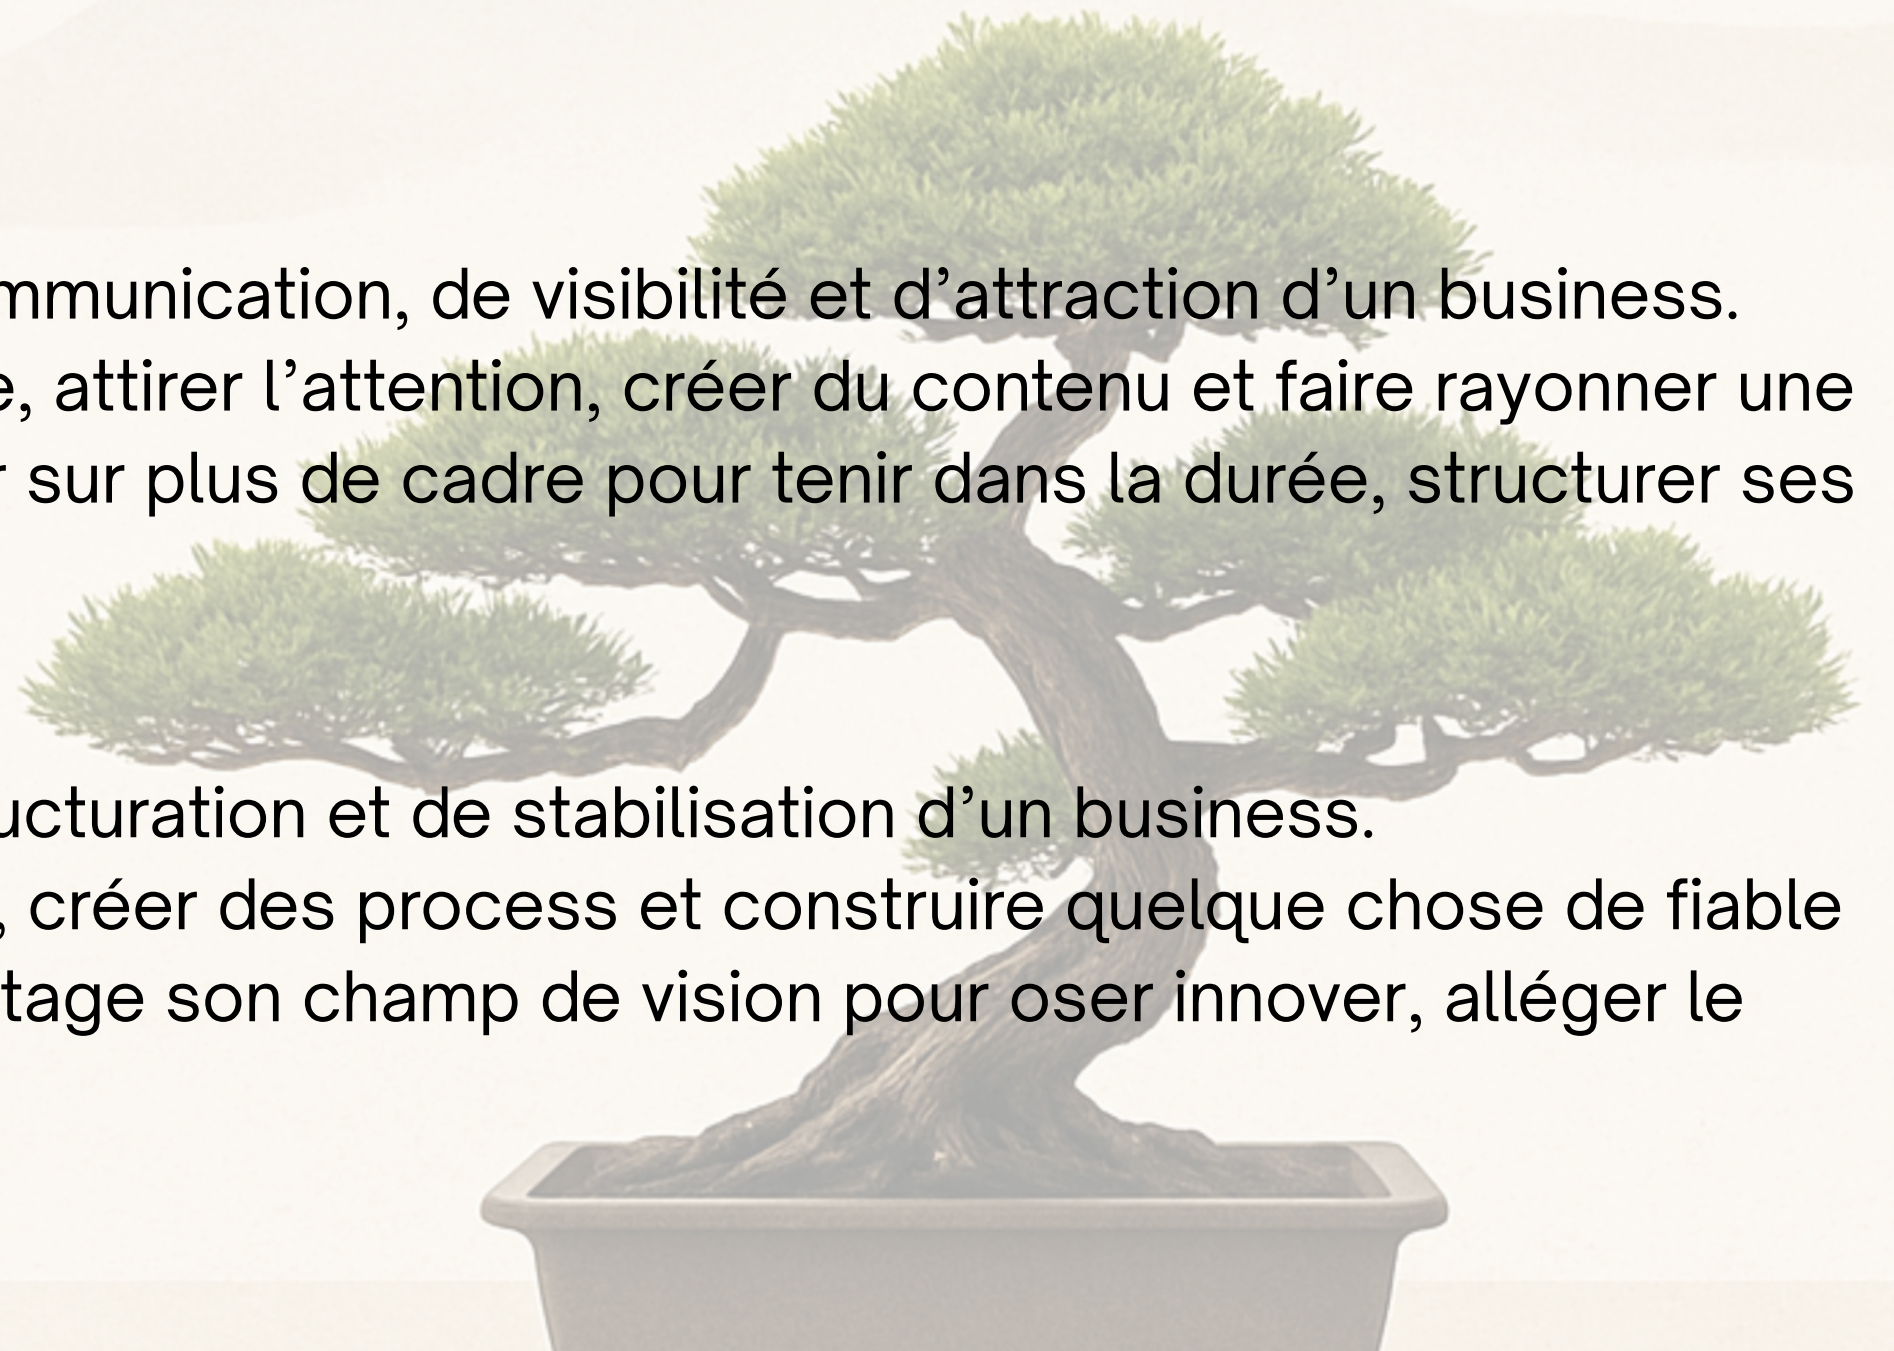 mmunication, de visibilité et d’attraction d’un business.
e, attirer l’attention, créer du contenu et faire rayonner une
r sur plus de cadre pour tenir dans la durée, structurer ses
ucturation et de stabilisation d’un business.
, créer des process et construire quelque chose de fiable
tage son champ de vision pour oser innover, alléger le